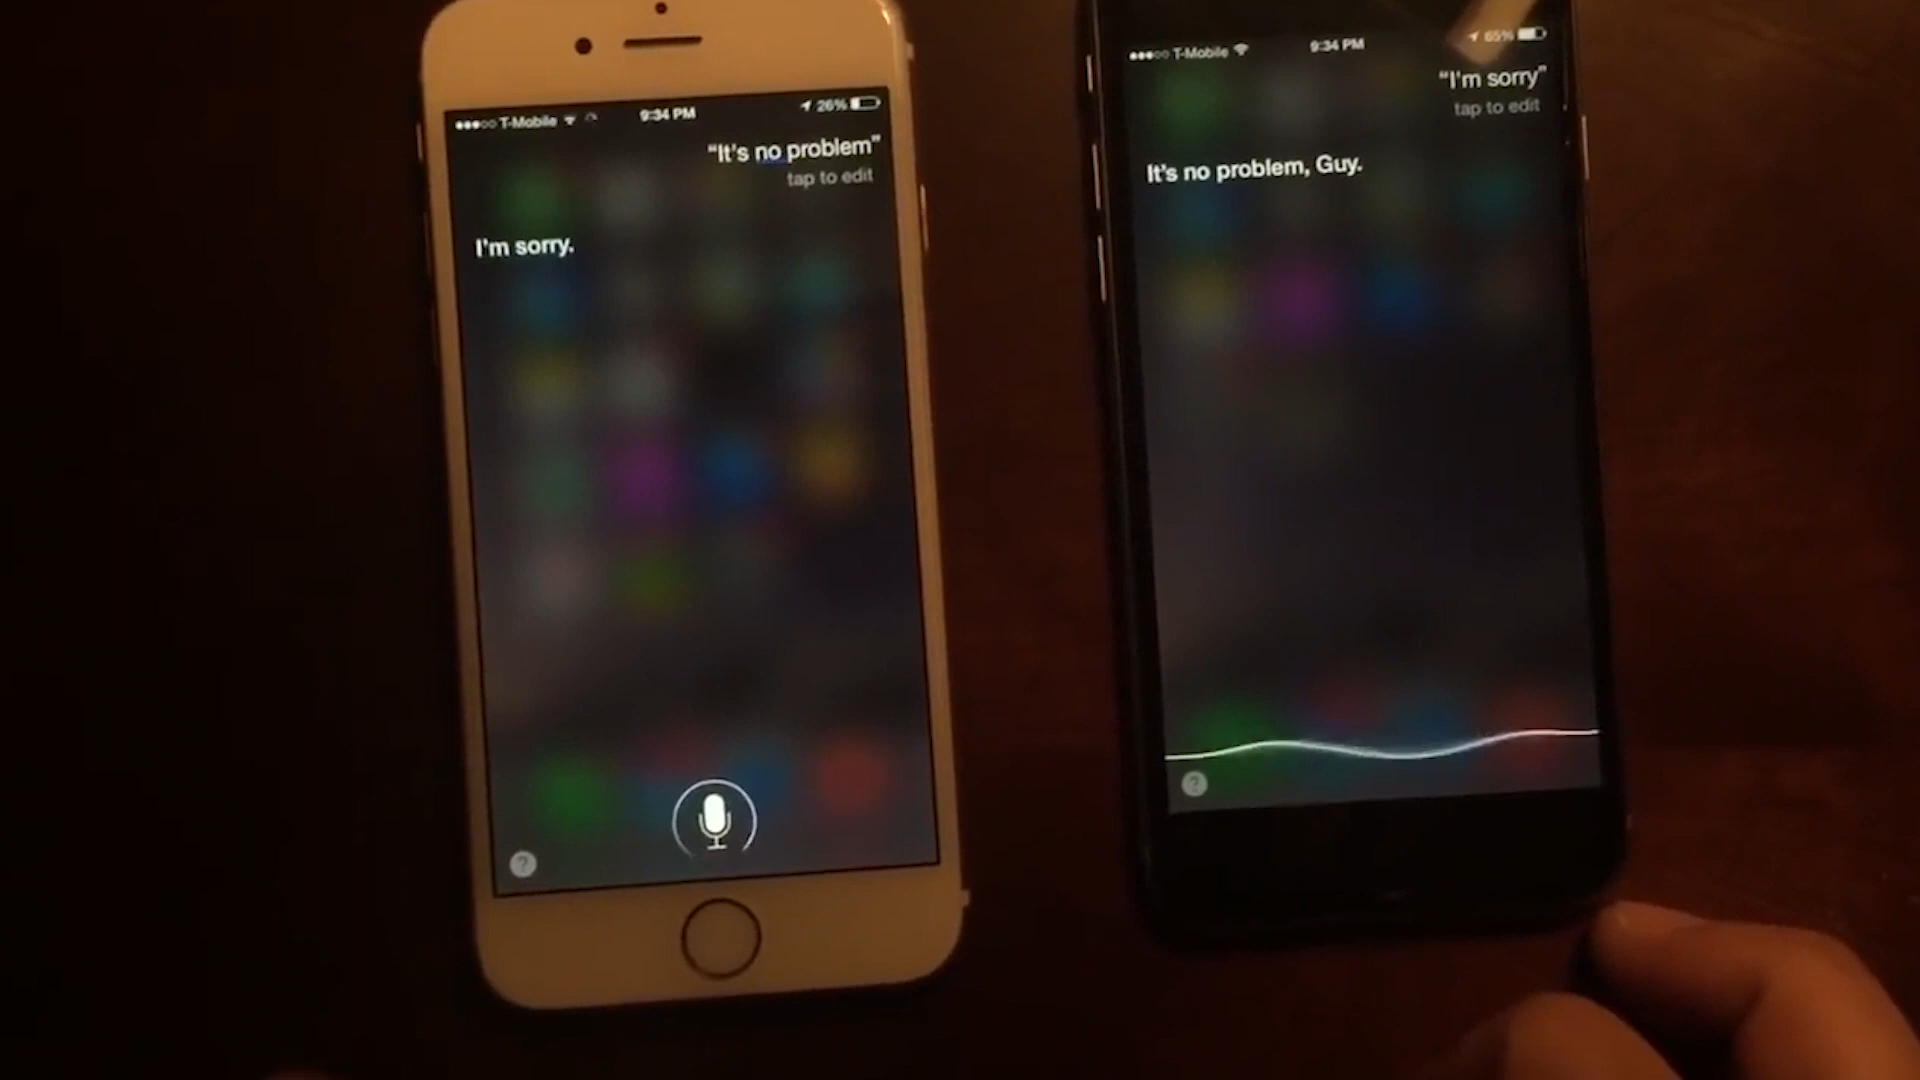 ●●●○○ T-Mobile 9:34 PM 26%
“It's no problem”
tap to edit
I'm sorry.
?
●●●○○ T-Mobile 9:34 PM 65%
“I'm sorry”
tap to edit
It's no problem, Guy.
?